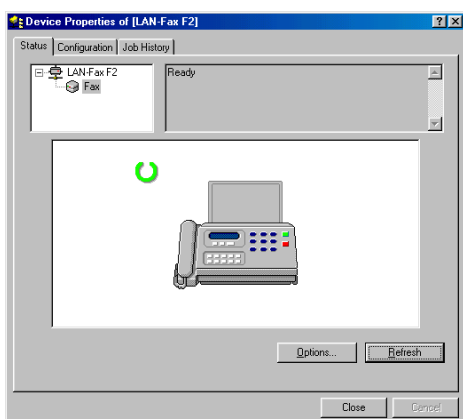 Device Properties of [LAN-Fax F2]
Status Configuration Job History
LAN-Fax F2
Fax
Ready
Options... Refresh
Close Cancel